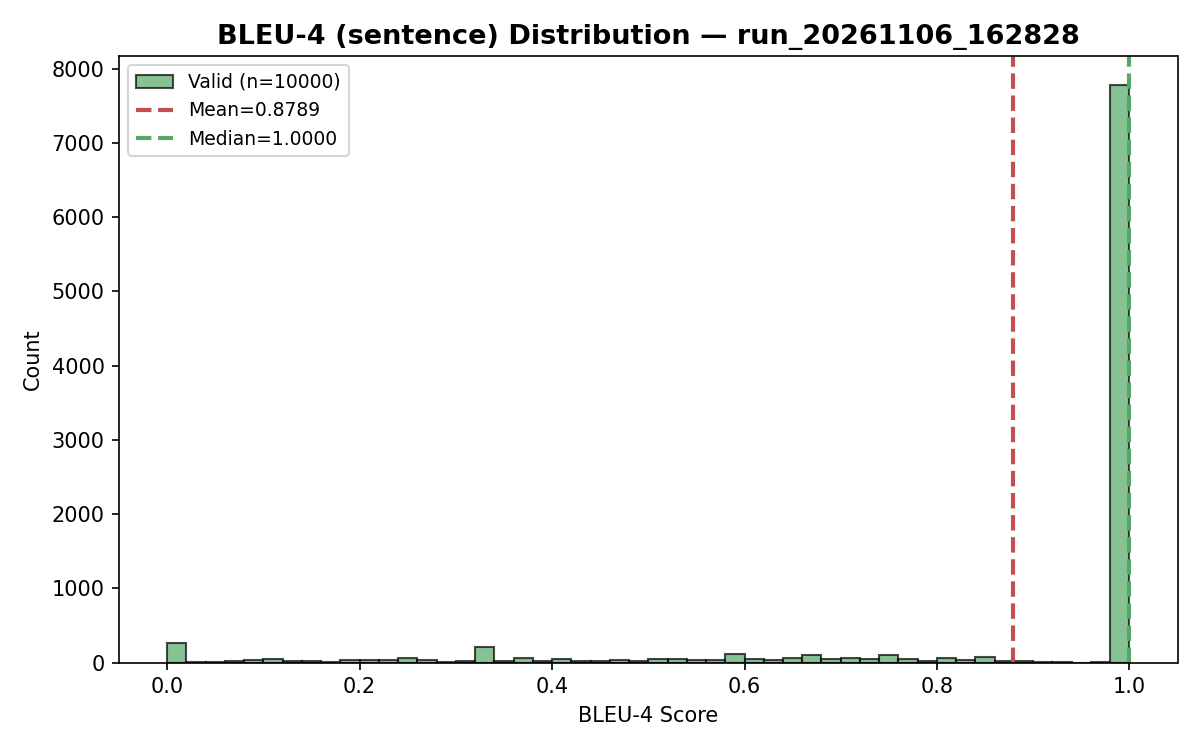 BLEU-4 (sentence) Distribution — run_20261106_162828
Valid (n=10000)
Mean=0.8789
Median=1.0000
Count
8000
7000
6000
5000
4000
3000
2000
1000
0
0.0 0.2 0.4 0.6 0.8 1.0
BLEU-4 Score